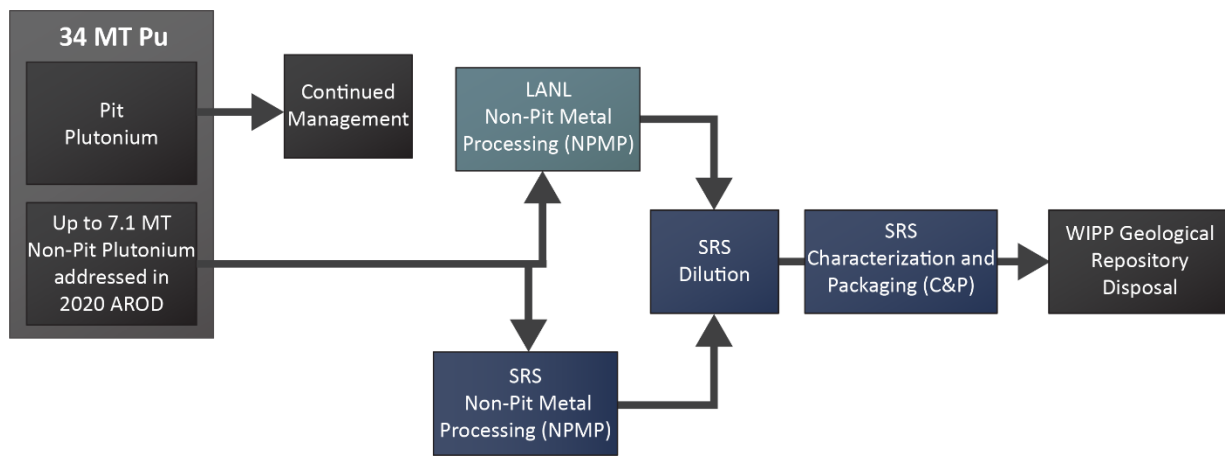 34 MT Pu
Pit
Plutonium
Continued
Management
Up to 7.1 MT
Non-Pit Plutonium
addressed in
2020 AROD
LANL
Non-Pit Metal
Processing (NPMP)
SRS
Non-Pit Metal
Processing (NPMP)
SRS
Dilution
SRS
Characterization and
Packaging (C&P)
WIPP Geological
Repository
Disposal